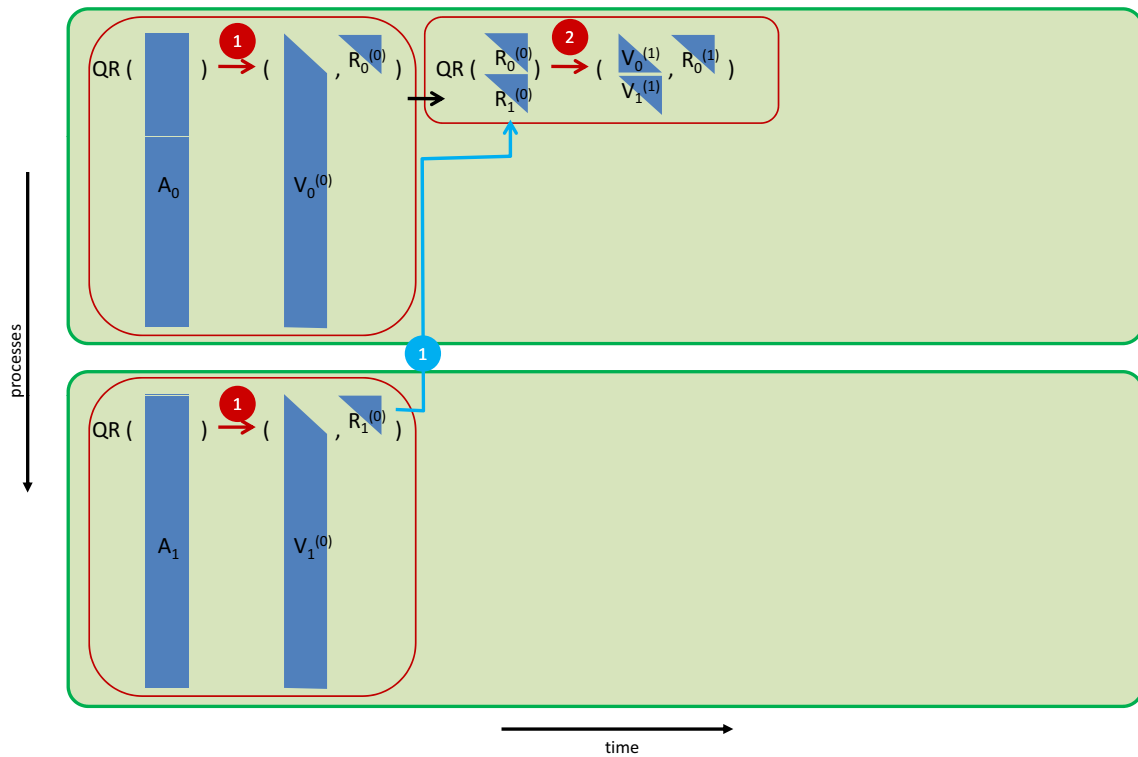 QR ( A₀ ) 1 ( V₀⁽⁰⁾ , R₀⁽⁰⁾ )
QR ( R₀⁽⁰⁾ R₁⁽⁰⁾ ) 2 ( V₀⁽¹⁾ V₁⁽¹⁾ , R₀⁽¹⁾ )
1
processes
QR ( A₁ ) 1 ( V₁⁽⁰⁾ , R₁⁽⁰⁾ )
time